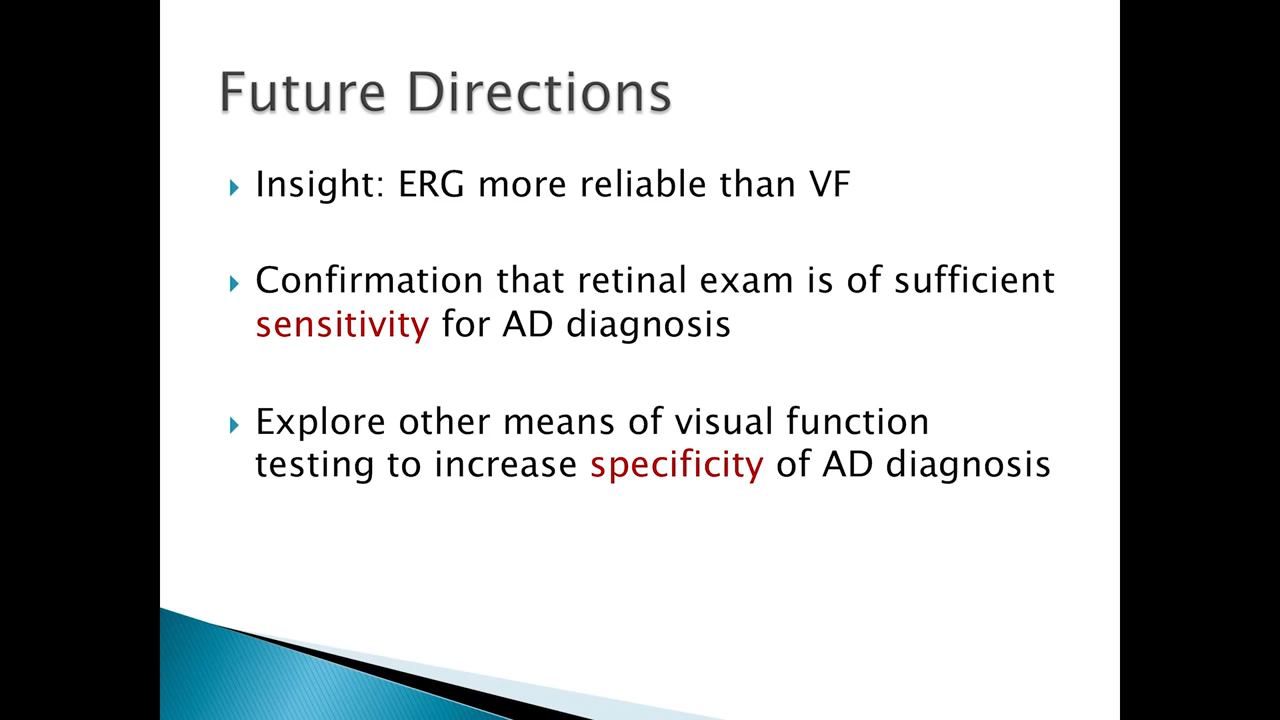 Future Directions
Insight: ERG more reliable than VF
Confirmation that retinal exam is of sufficient
sensitivity for AD diagnosis
Explore other means of visual function
testing to increase specificity of AD diagnosis